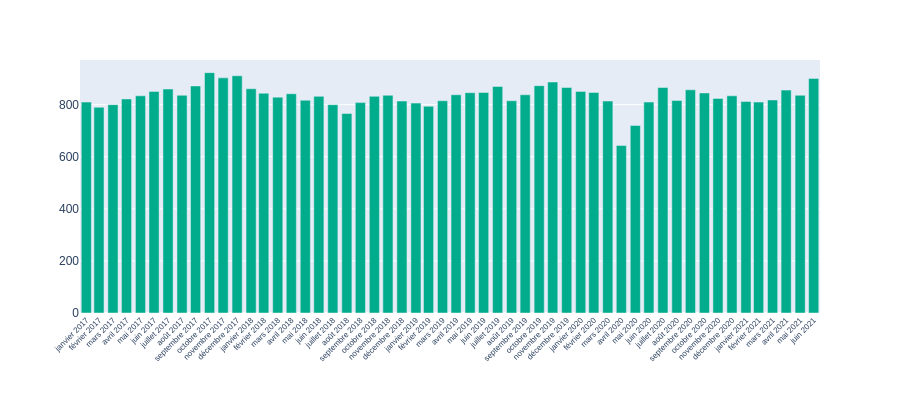 800
600
400
200
0
janvier 2017
février 2017
mars 2017
avril 2017
mai 2017
juin 2017
juillet 2017
août 2017
septembre 2017
octobre 2017
novembre 2017
décembre 2017
janvier 2018
février 2018
mars 2018
avril 2018
mai 2018
juin 2018
juillet 2018
août 2018
septembre 2018
octobre 2018
novembre 2018
décembre 2018
janvier 2019
février 2019
mars 2019
avril 2019
mai 2019
juin 2019
juillet 2019
août 2019
septembre 2019
octobre 2019
novembre 2019
décembre 2019
janvier 2020
février 2020
mars 2020
avril 2020
mai 2020
juin 2020
juillet 2020
août 2020
septembre 2020
octobre 2020
novembre 2020
décembre 2020
janvier 2021
février 2021
mars 2021
avril 2021
mai 2021
juin 2021